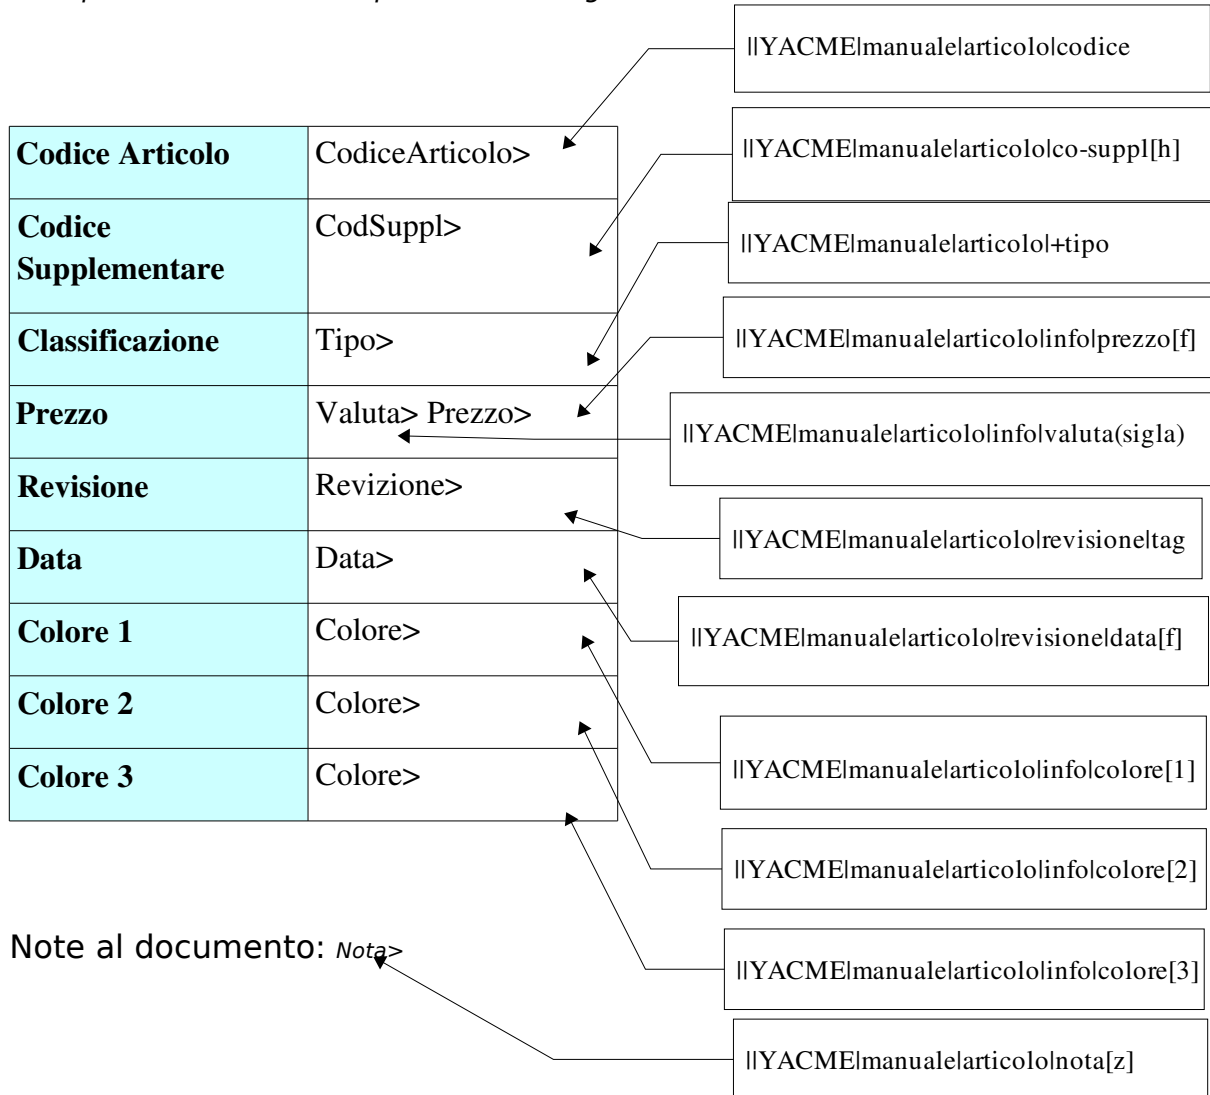 ||YACME|manuale|articolo|codice
Codice Articolo CodiceArticolo>
||YACME|manuale|articolo|co-suppl[h]
Codice
Supplementare
CodSuppl>
||YACME|manuale|articolo|+tipo
Classificazione Tipo>
||YACME|manuale|articolo|info|prezzo[f]
Prezzo Valuta> Prezzo>
||YACME|manuale|articolo|info|valuta(sigla)
Revisione Revizione>
||YACME|manuale|articolo|revisione|tag
Data Data>
||YACME|manuale|articolo|revisione|data[f]
Colore 1 Colore>
Colore 2 Colore>
||YACME|manuale|articolo|info|colore[1]
Colore 3 Colore>
||YACME|manuale|articolo|info|colore[2]
Note al documento: Nota>
||YACME|manuale|articolo|info|colore[3]
||YACME|manuale|articolo|nota[z]